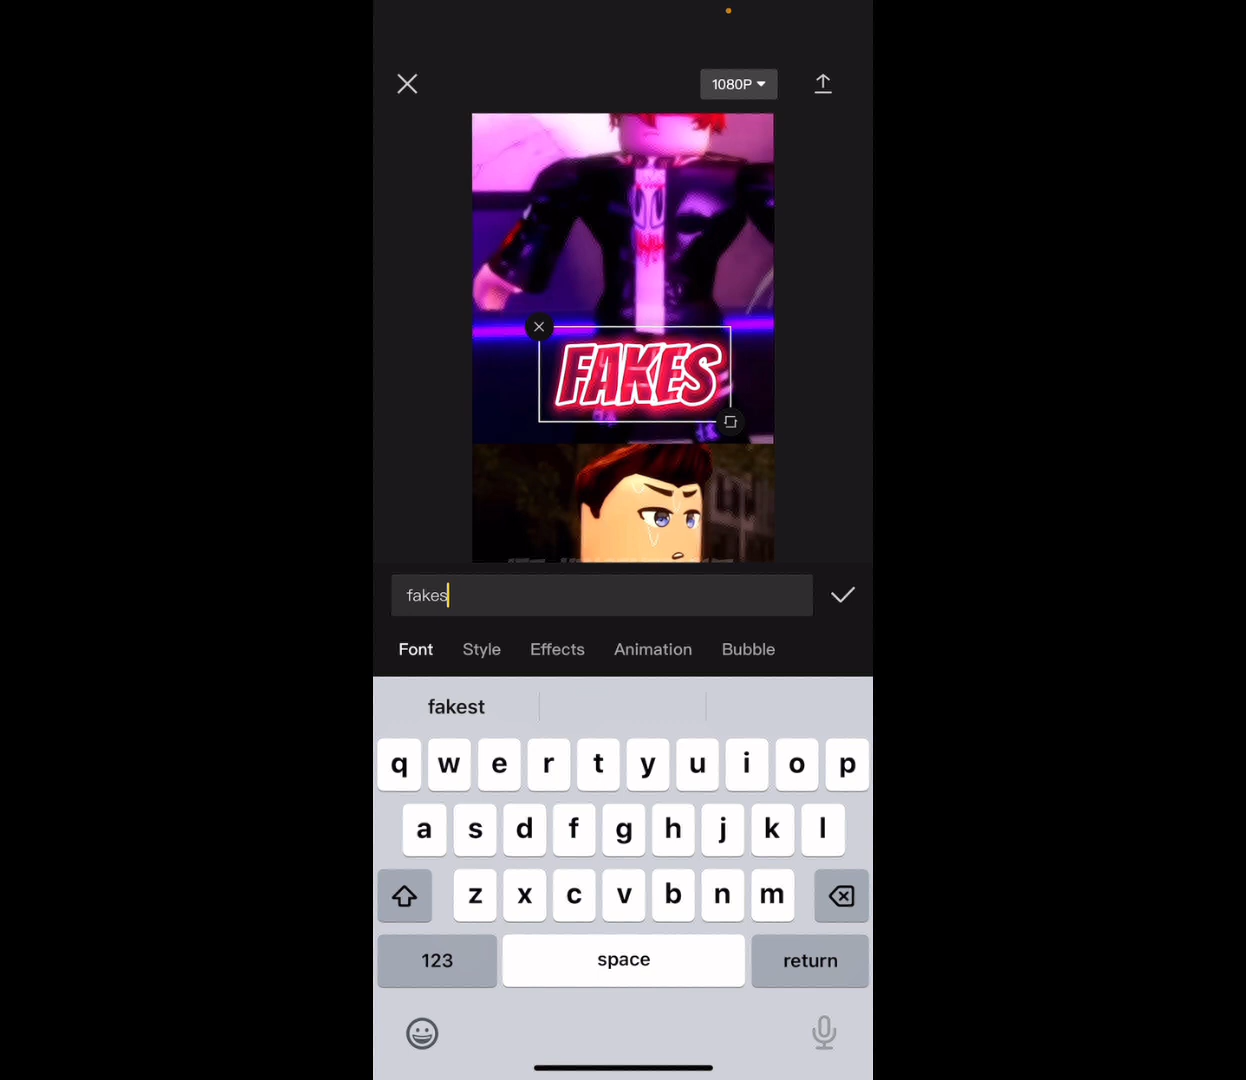 1080P
FAKES
fakes
Font Style Effects Animation Bubble
fakest
q w e r t y u i o p
a s d f g h j k l
z x c v b n m
123 space return